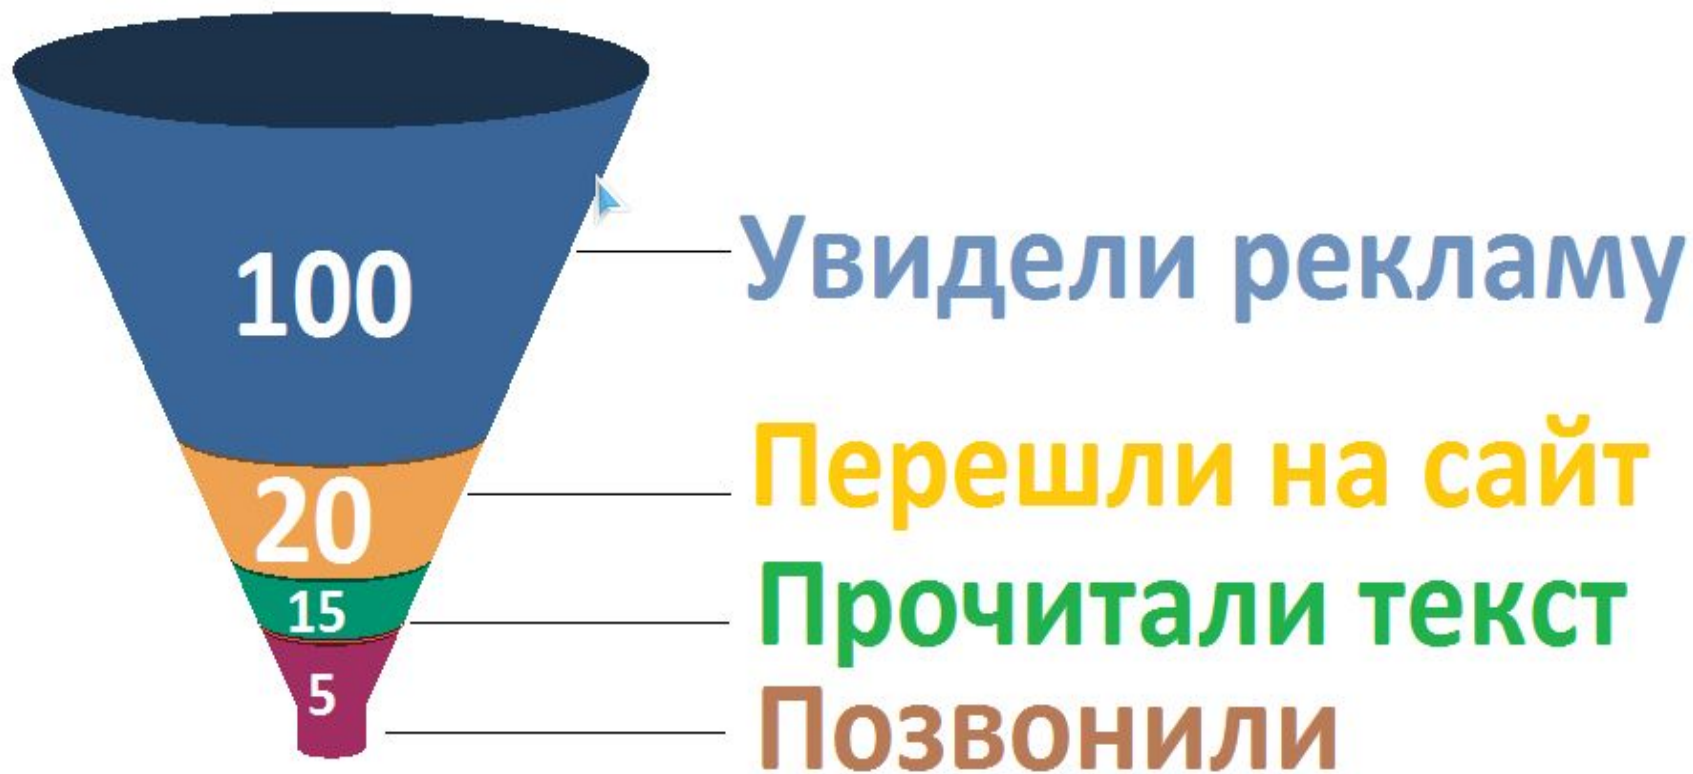 100
Увидели рекламу
20
Перешли на сайт
15
Прочитали текст
5
Позвонили